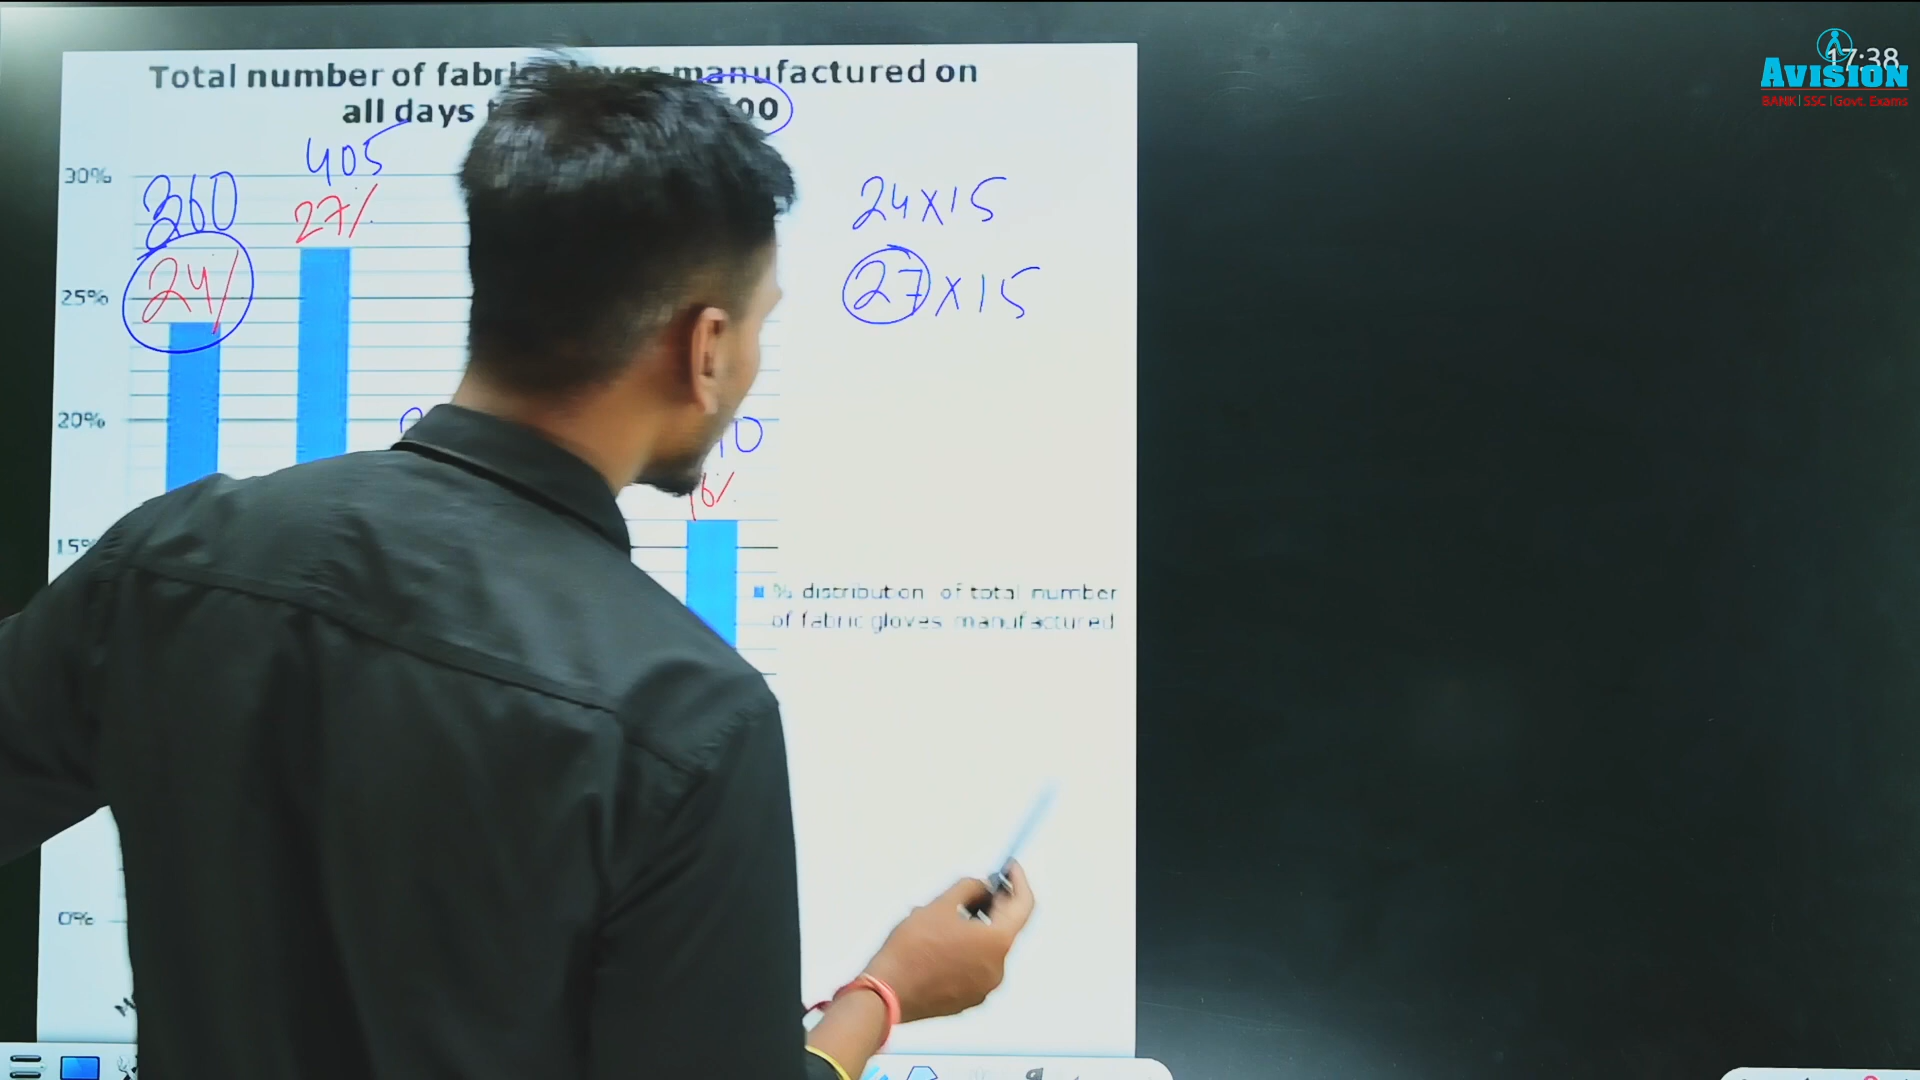 17:38
AVISION
BANK | SSC | Govt. Exams
Total number of manufactured on
all days 00
405
30%
360
27%
24%
25%
24x15
27x15
20%
16%
15%
% distribution of total number
of fabric gloves manufactured
0%